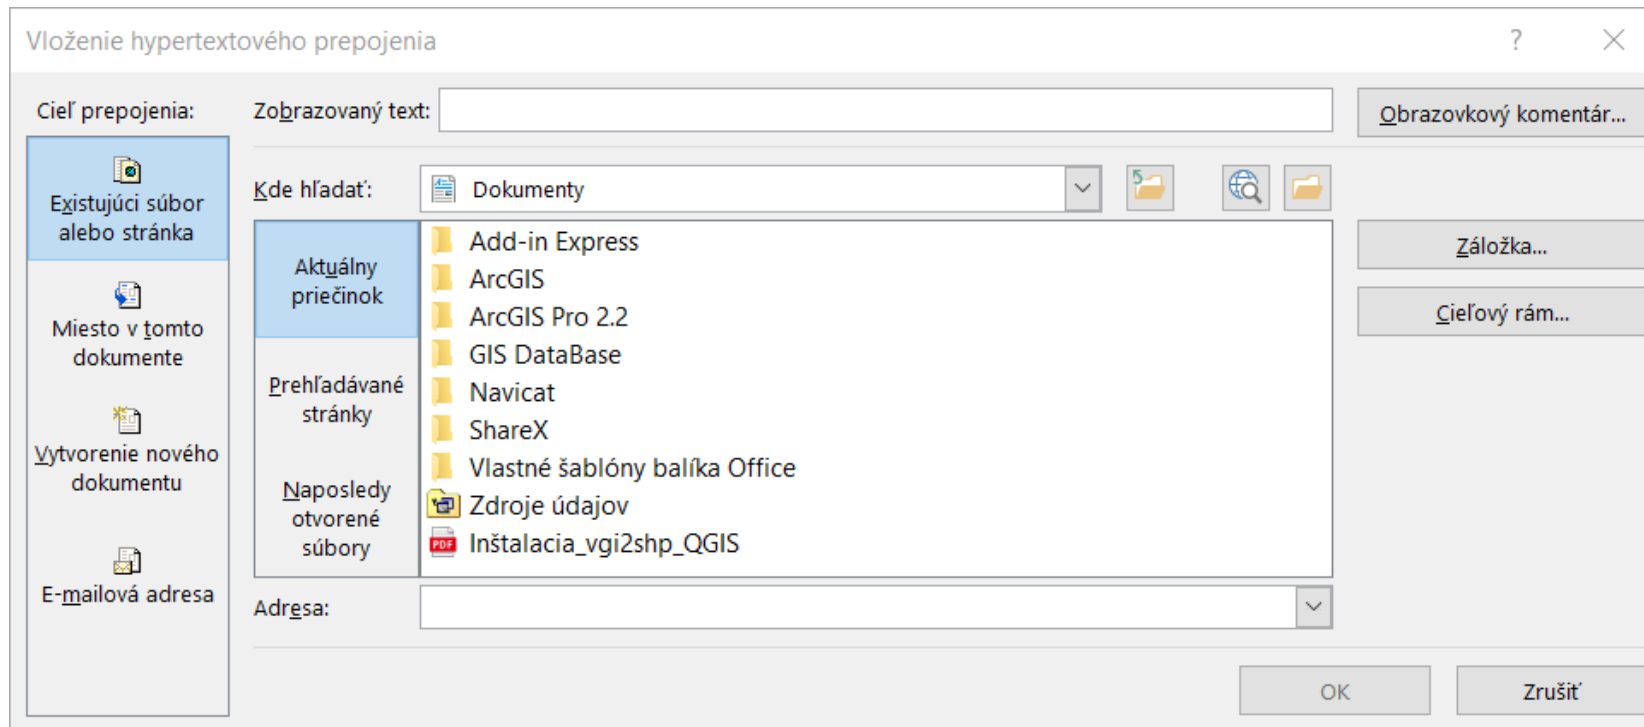 Vloženie hypertextového prepojenia
?
Cieľ prepojenia:
Zobrazovaný text:
Obrazovkový komentár...
Existujúci súbor
alebo stránka
Miesto v tomto
dokumente
Vytvorenie nového
dokumentu
E-mailová adresa
Kde hľadať:
Dokumenty
Aktuálny
priečinok
Prehľadávané
stránky
Naposledy
otvorené
súbory
Add-in Express
ArcGIS
ArcGIS Pro 2.2
GIS DataBase
Navicat
ShareX
Vlastné šablóny balíka Office
Zdroje údajov
PDF Inštalacia_vgi2shp_QGIS
Záložka...
Cieľový rám...
Adresa:
OK
Zrušiť